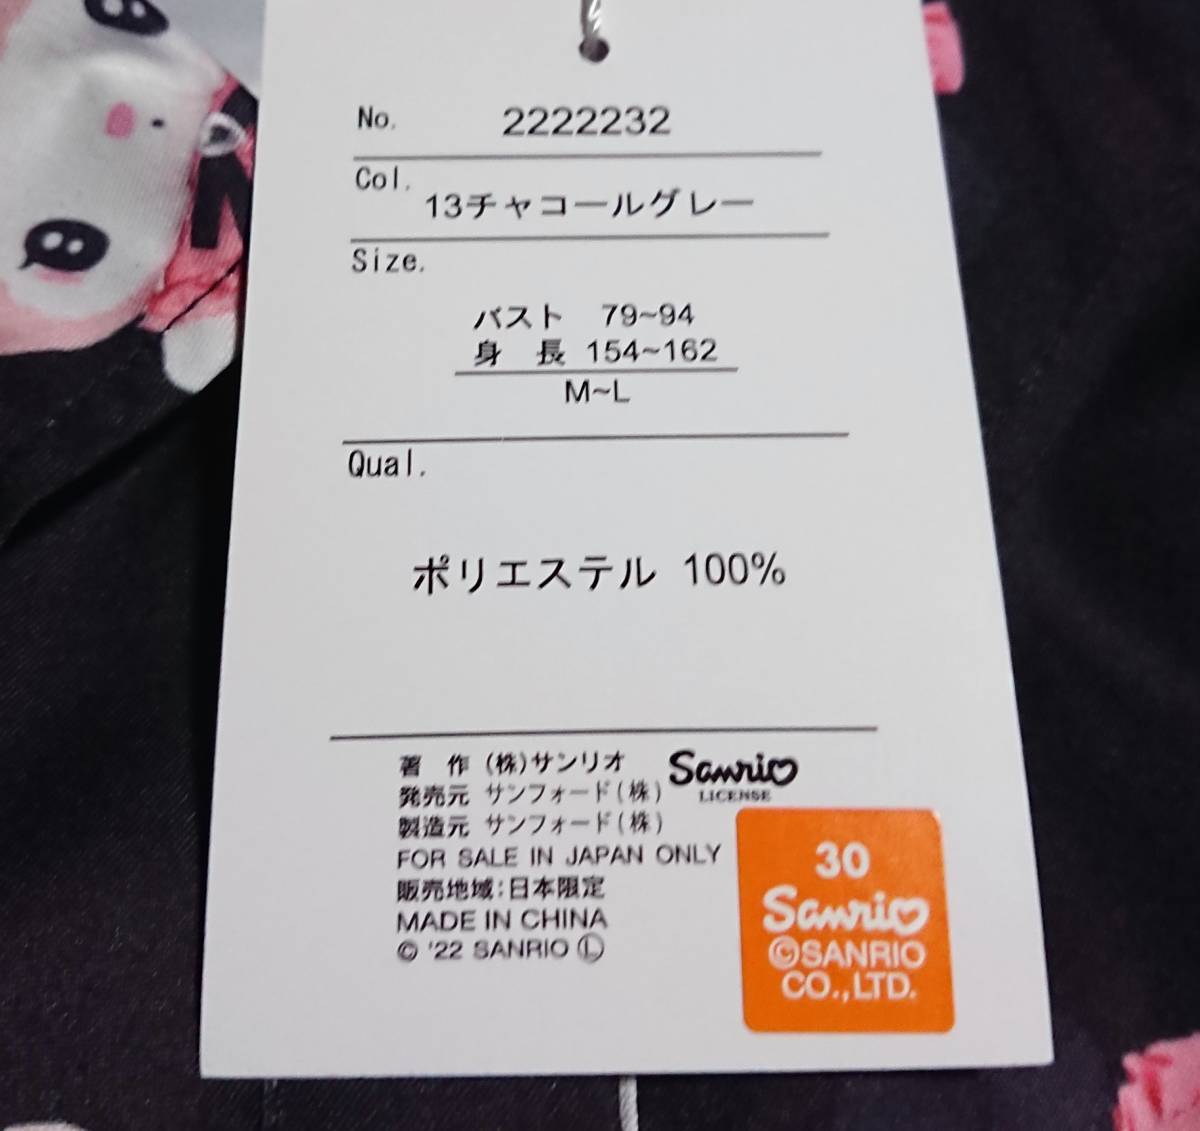 No. 2222232
Col.
13チャコールグレー
Size.
バスト 79~94
身 長 154~162
M~L
Qual.
ポリエステル 100%
著 作 (株)サンリオ
Sanrio
LICENSE
発売元 サンフォード(株)
製造元 サンフォード(株)
FOR SALE IN JAPAN ONLY
販売地域:日本限定
MADE IN CHINA
© '22 SANRIO Ⓛ
30
Sanrio
©SANRIO
CO.,LTD.